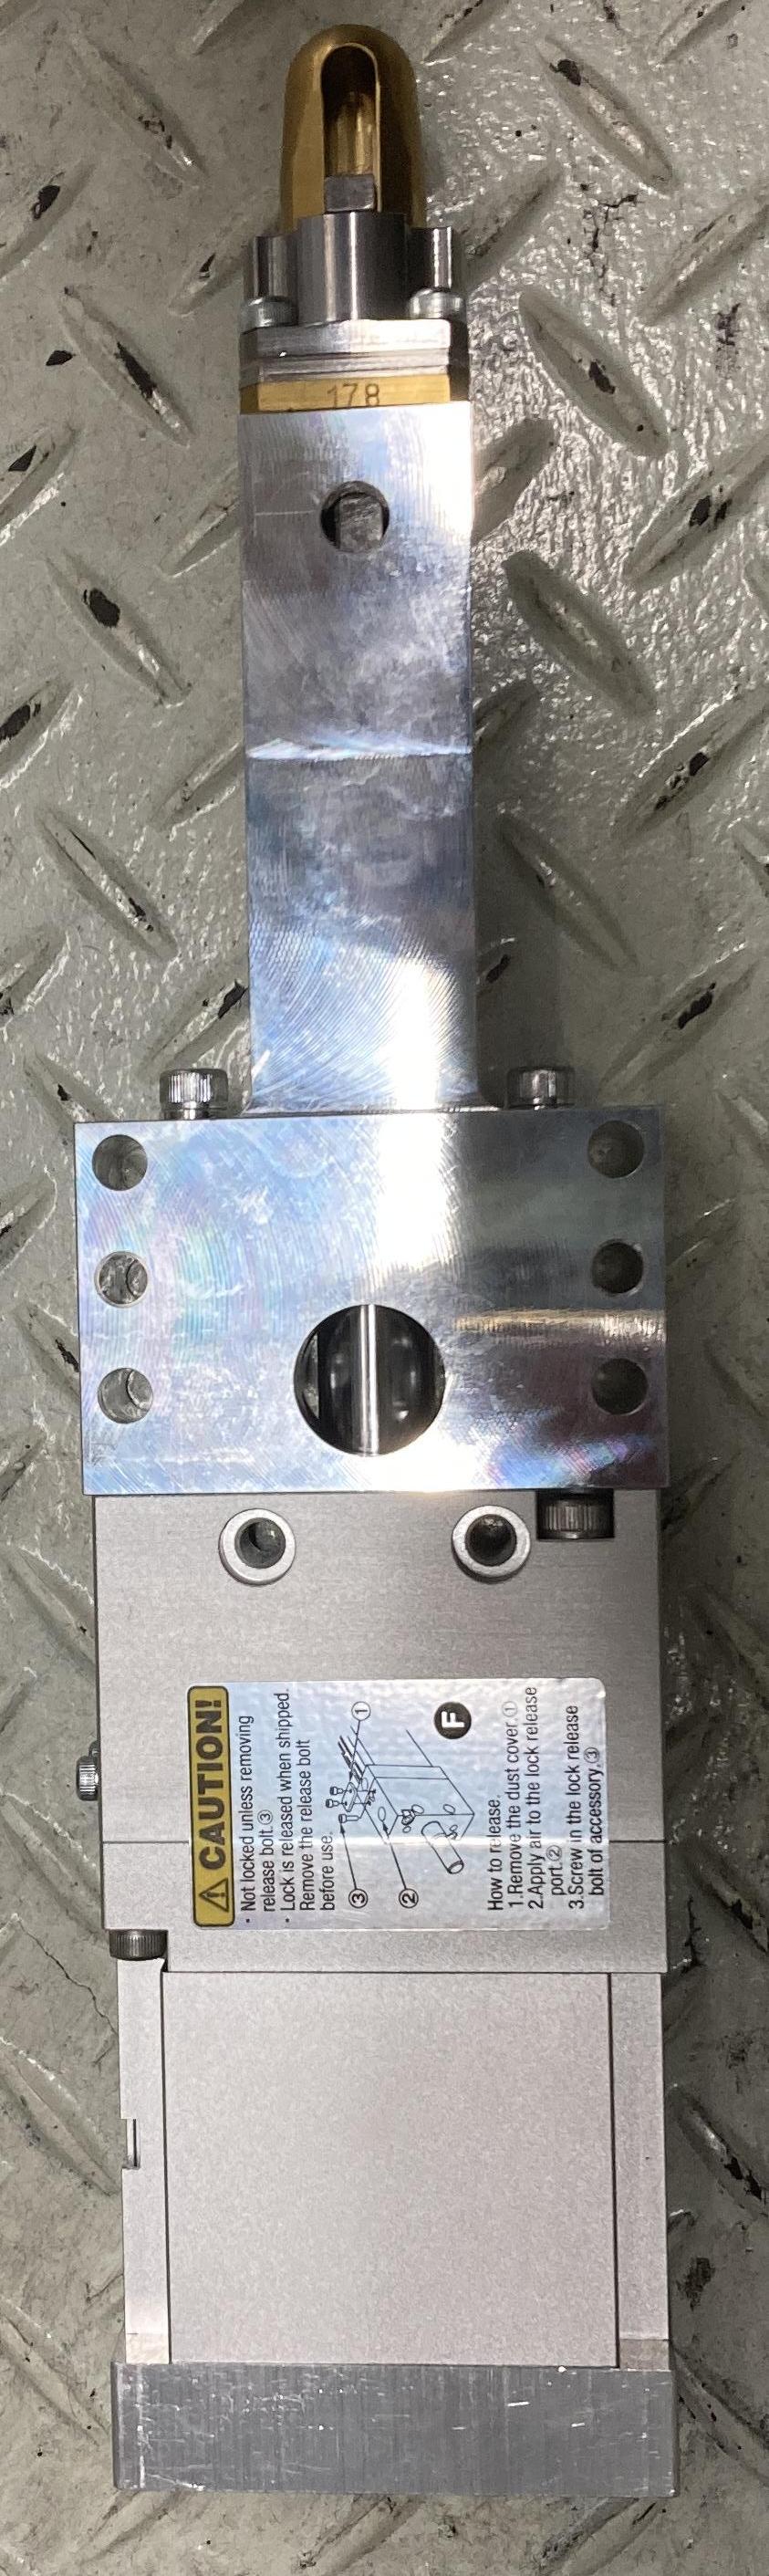 178
CAUTION!
・Not locked unless removing
release bolt.③
・Lock is released when shipped.
Remove the release bolt
before use.
①
③
②
F
How to release.
1.Remove the dust cover.①
2.Apply air to the lock release
port.②
3.Screw in the lock release
bolt of accessory.③